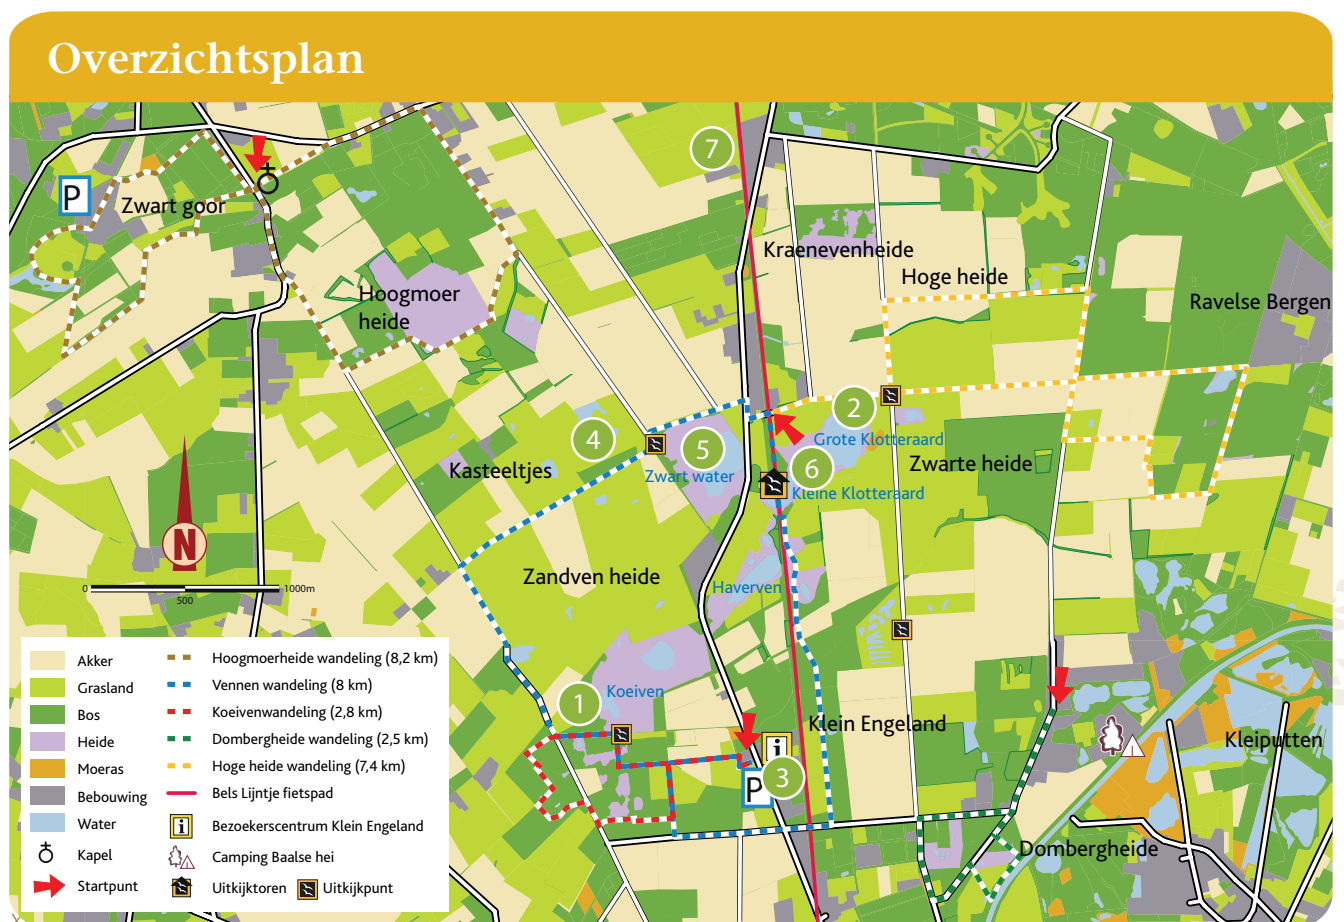 Overzichtsplan
7
P
Zwart goor
Kraenevenheide
Hoge heide
Hoogmoer
heide
Ravelse Bergen
2
4
5
Grote Klotteraard
Kasteeltjes
Zwart water
6
Zwarte heide
Kleine Klotteraard
N
Zandven heide
Haverven
0
500
1000m
1
Koeiven
Klein Engeland
i
3
P
Kleiputten
Dombergheide
Akker
Grasland
Bos
Heide
Moeras
Bebouwing
Water
Kapel
Startpunt
Hoogmoerheide wandeling (8,2 km)
Vennen wandeling (8 km)
Koeivenwandeling (2,8 km)
Dombergheide wandeling (2,5 km)
Hoge heide wandeling (7,4 km)
Bels Lijntje fietspad
i
Bezoekerscentrum Klein Engeland
Camping Baalse hei
Uitkijktoren
Uitkijkpunt